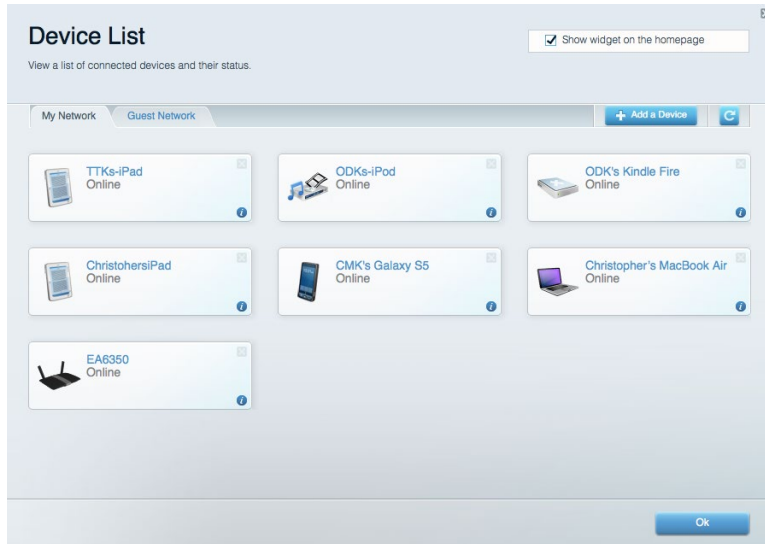 Device List
Show widget on the homepage
View a list of connected devices and their status.
My Network
Guest Network
Add a Device
TTKs-iPad
Online
ODKs-iPod
Online
ODK's Kindle Fire
Online
ChristohersiPad
Online
CMK's Galaxy S5
Online
Christopher's MacBook Air
Online
EA6350
Online
Ok